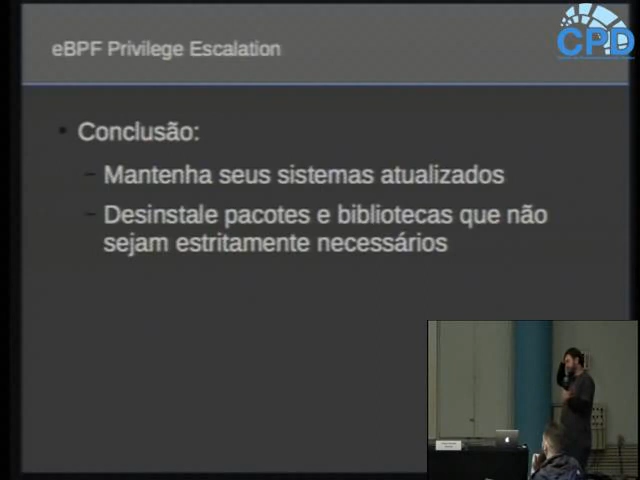 eBPF Privilege Escalation
CPD
Conclusão:
Mantenha seus sistemas atualizados
Desinstale pacotes e bibliotecas que não
sejam estritamente necessários